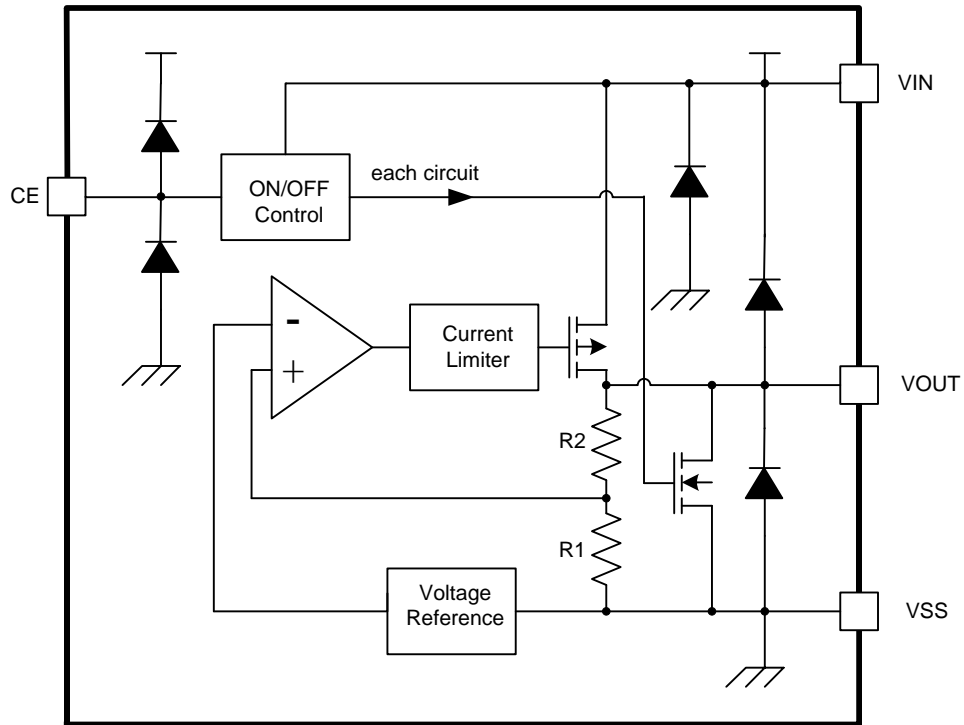 VIN
each circuit
CE
ON/OFF
Control
-
+
Current
Limiter
VOUT
R2
R1
Voltage
Reference
VSS